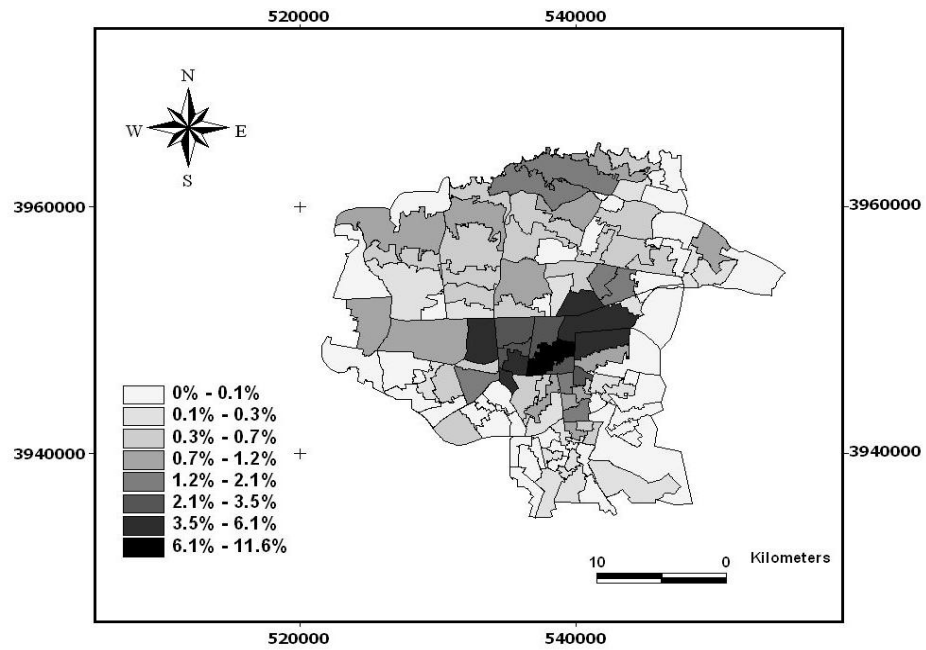 520000 540000
N
W E
S
3960000 3960000
0% - 0.1%
0.1% - 0.3%
0.3% - 0.7%
0.7% - 1.2%
1.2% - 2.1%
2.1% - 3.5%
3.5% - 6.1%
6.1% - 11.6%
3940000 3940000
10 0 Kilometers
520000 540000